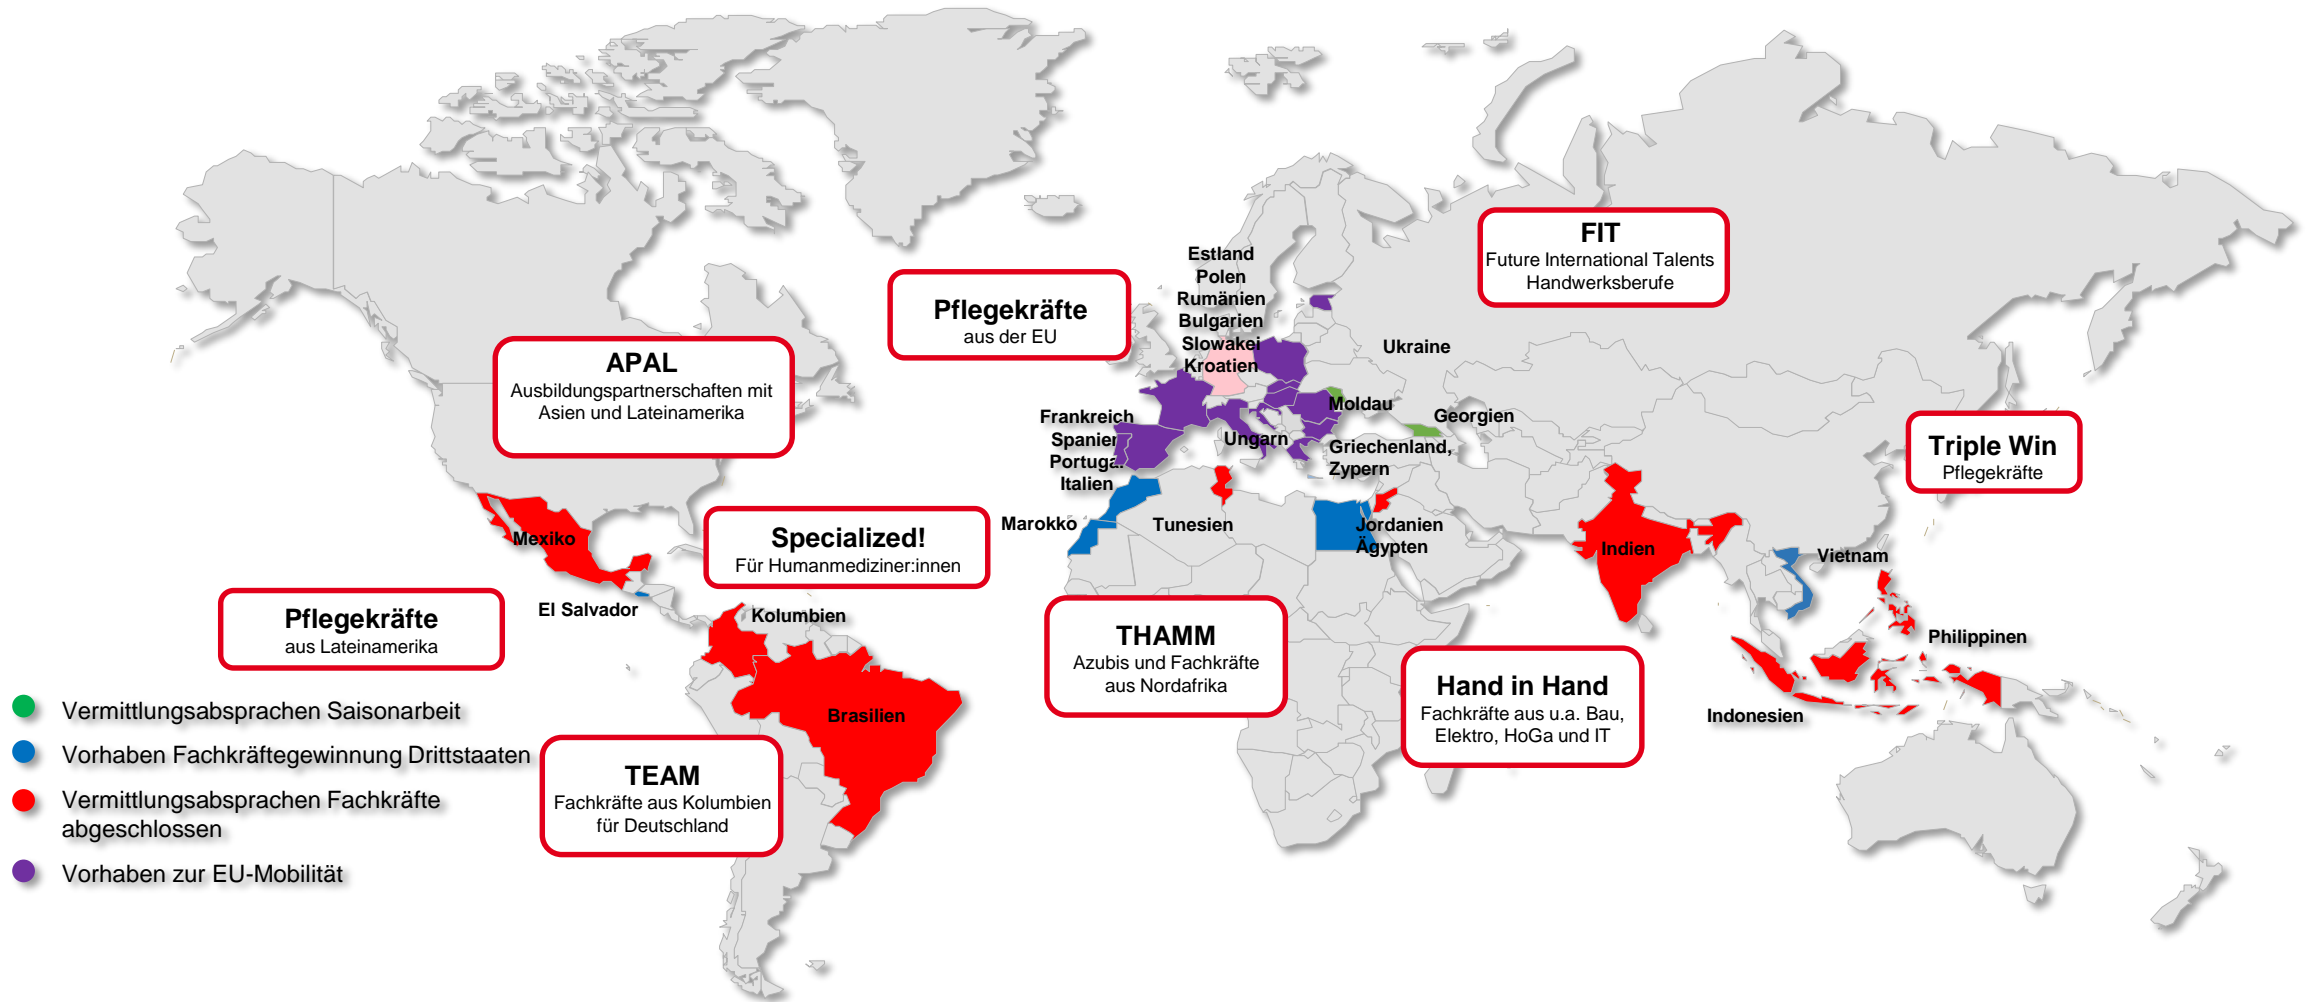 Estland
Polen
Rumänien
Bulgarien
Slowakei
Kroatien
FIT
Future International Talents
Handwerksberufe
Pflegekräfte
aus der EU
Ukraine
APAL
Ausbildungspartnerschaften mit
Asien und Lateinamerika
Frankreich
Spanien
Portugal
Italien
Ungarn
Moldau
Georgien
Griechenland,
Zypern
Triple Win
Pflegekräfte
Marokko
Tunesien
Jordanien
Ägypten
Mexiko
Specialized!
Für Humanmediziner:innen
Indien
Vietnam
El Salvador
Kolumbien
Pflegekräfte
aus Lateinamerika
THAMM
Azubis und Fachkräfte
aus Nordafrika
Philippinen
Hand in Hand
Fachkräfte aus u.a. Bau,
Elektro, HoGa und IT
Indonesien
Brasilien
Vermittlungsabsprachen Saisonarbeit
Vorhaben Fachkräftegewinnung Drittstaaten
Vermittlungsabsprachen Fachkräfte
abgeschlossen
Vorhaben zur EU-Mobilität
TEAM
Fachkräfte aus Kolumbien
für Deutschland